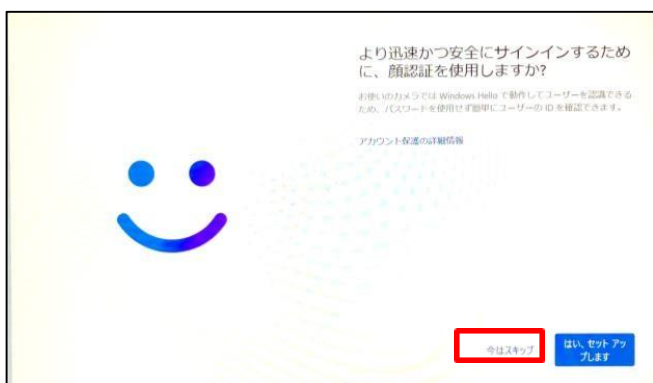 より迅速かつ安全にサインインするため
に、顔認証を使用しますか?
お使いのカメラでは Windows Hello で動作してユーザーを認識できる
ため、パスワードを使用せず簡単にユーザーの ID を確認できます。
アカウント保護の詳細情報
今はスキップ
はい、セット アッ
プします